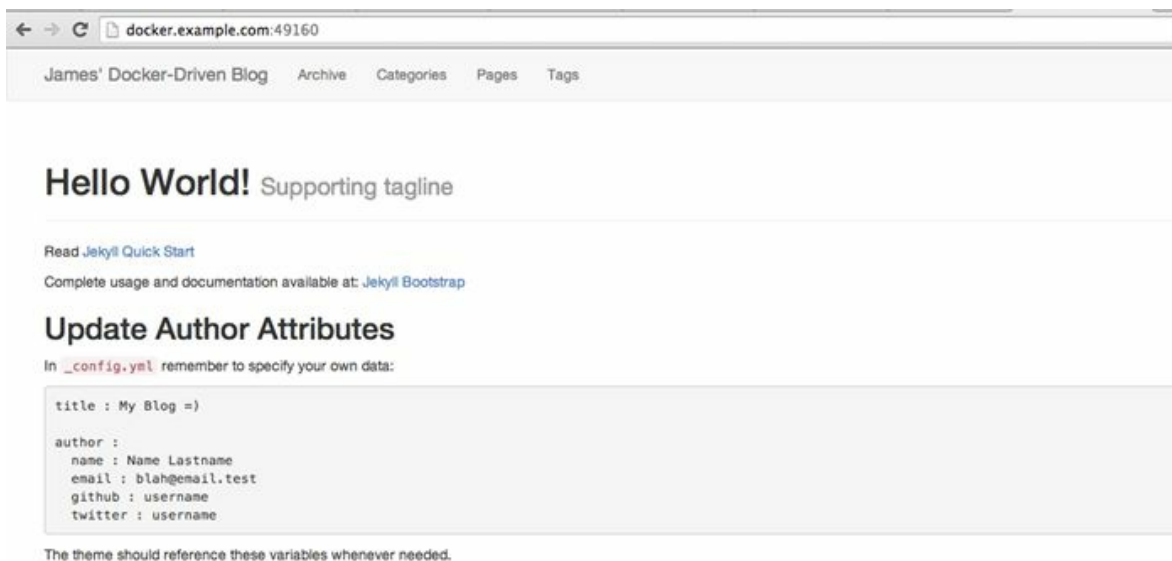 docker.example.com:49160
James' Docker-Driven Blog Archive Categories Pages Tags
Hello World! Supporting tagline
Read Jekyll Quick Start
Complete usage and documentation available at: Jekyll Bootstrap
Update Author Attributes
In _config.yml remember to specify your own data:
title : My Blog =)
author :
name : Name Lastname
email : blah@email.test
github : username
twitter : username
The theme should reference these variables whenever needed.